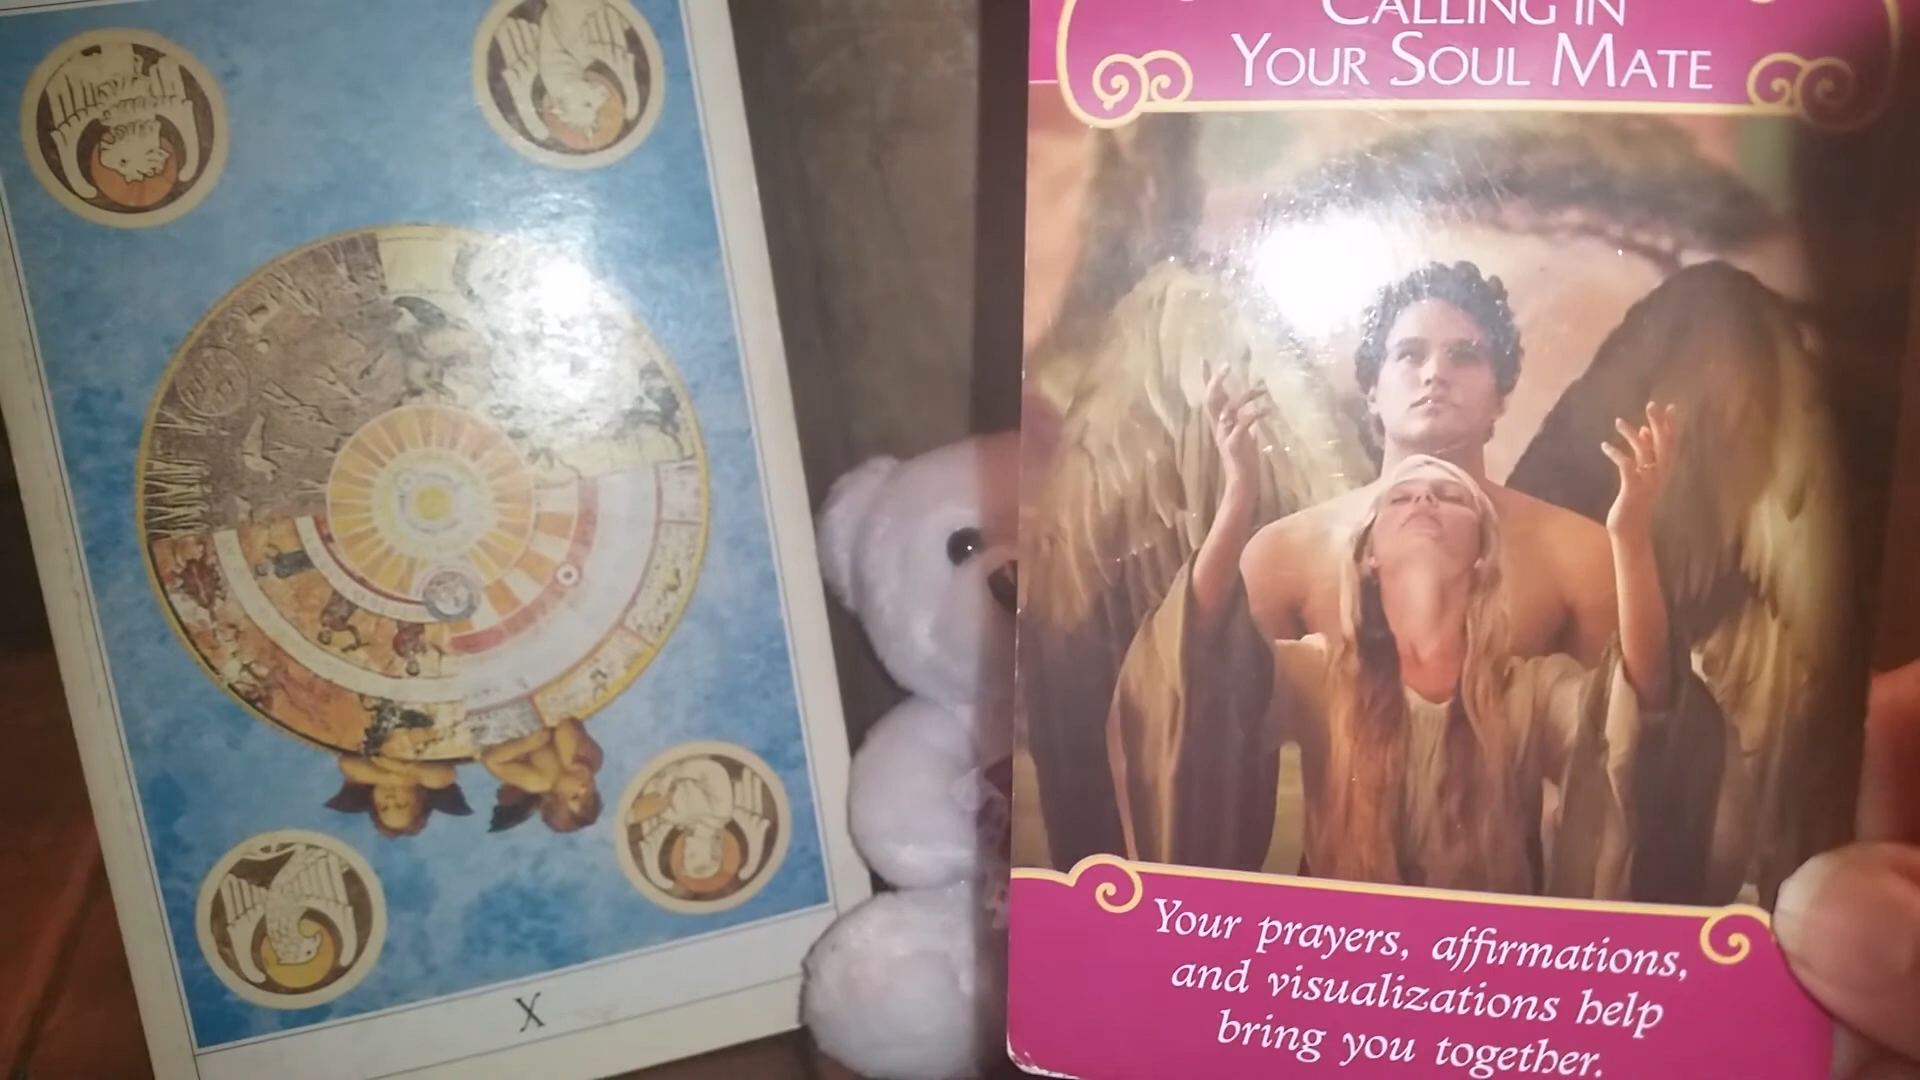 X
CALLING IN
YOUR SOUL MATE
Your prayers, affirmations,
and visualizations help
bring you together.